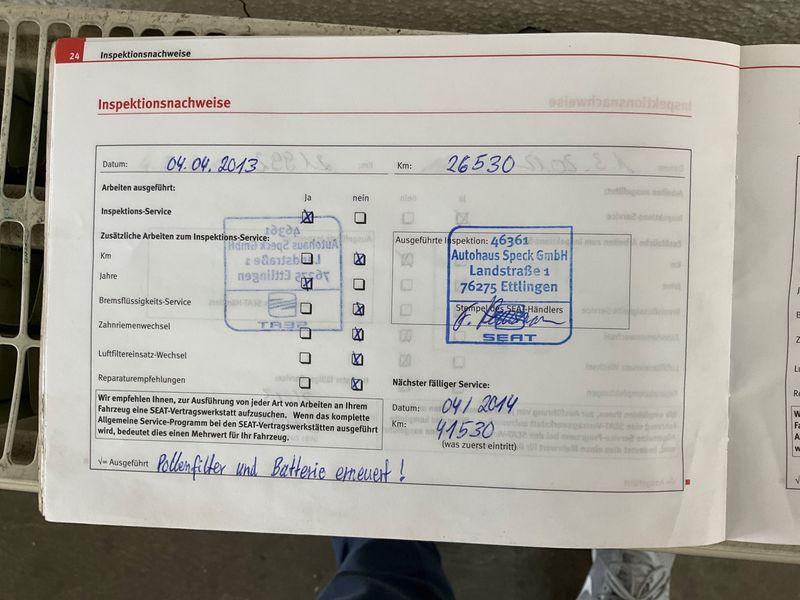 24 Inspektionsnachweise
Inspektionsnachweise
Datum: 04.04.2013 Km: 26530
Arbeiten ausgeführt:
Ja nein
Inspektions-Service
Zusätzliche Arbeiten zum Inspektions-Service:
Km
Jahre
Bremsflüssigkeits-Service
Zahnriemenwechsel
Luftfiltereinsatz-Wechsel
Reparaturempfehlungen
Wir empfehlen Ihnen, zur Ausführung von jeder Art von Arbeiten an Ihrem
Fahrzeug eine SEAT-Vertragswerkstatt aufzusuchen. Wenn das komplette
Allgemeine Service-Programm bei den SEAT-Vertragswerkstätten ausgeführt
wird, bedeutet dies einen Mehrwert für Ihr Fahrzeug.
Ausgeführte Inspektion: 46361
Autohaus Speck GmbH
Landstraße 1
76275 Ettlingen
Stempel des SEAT-Händlers
SEAT
Nächster fälliger Service:
Datum: 04/2014
Km: 41530
(was zuerst eintritt)
√= Ausgeführt Pollenfilter und Batterie erneuert!